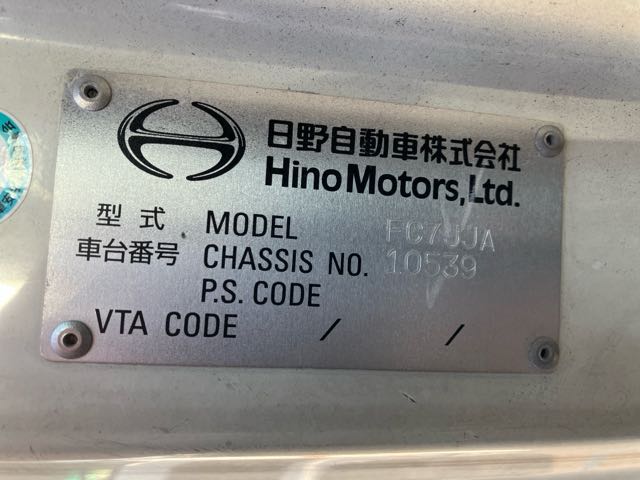 日野自動車株式会社
Hino Motors, Ltd.
型式 MODEL FC7JJA
車台番号 CHASSIS NO. 10539
P.S. CODE
VTA CODE / /